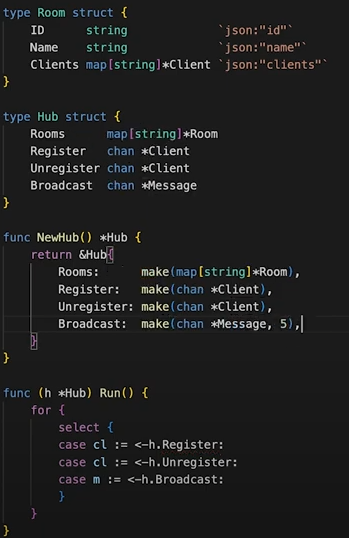 type Room struct {
    ID      string             `json:"id"`
    Name    string             `json:"name"`
    Clients map[string]*Client `json:"clients"`
}
type Hub struct {
    Rooms      map[string]*Room
    Register   chan *Client
    Unregister chan *Client
    Broadcast  chan *Message
}
func NewHub() *Hub {
    return &Hub{
        Rooms:      make(map[string]*Room),
        Register:   make(chan *Client),
        Unregister: make(chan *Client),
        Broadcast:  make(chan *Message, 5),
    }
}
func (h *Hub) Run() {
    for {
        select {
        case cl := <-h.Register:
        case cl := <-h.Unregister:
        case m := <-h.Broadcast:
        }
    }
}